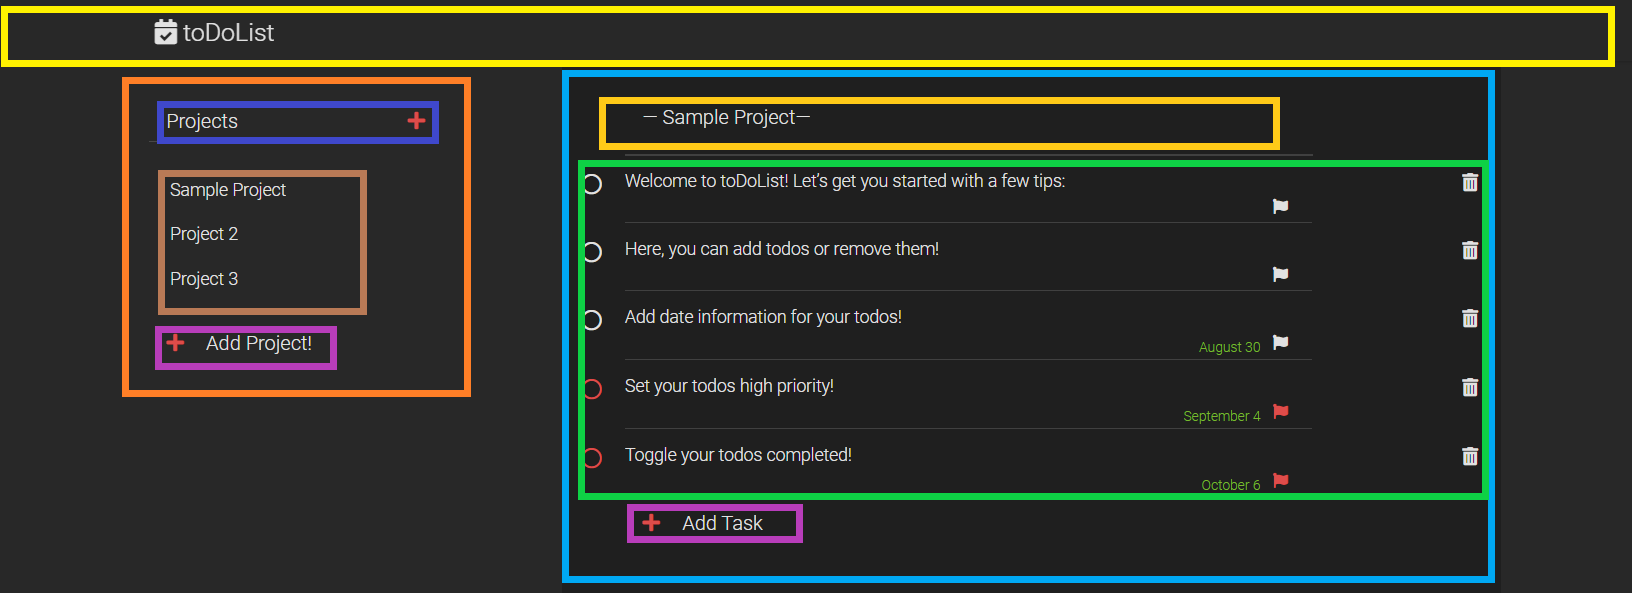 toDoList
Projects
Sample Project
Project 2
Project 3
Add Project!
— Sample Project—
Welcome to toDoList! Let’s get you started with a few tips:
Here, you can add todos or remove them!
Add date information for your todos!
August 30
Set your todos high priority!
September 4
Toggle your todos completed!
October 6
Add Task